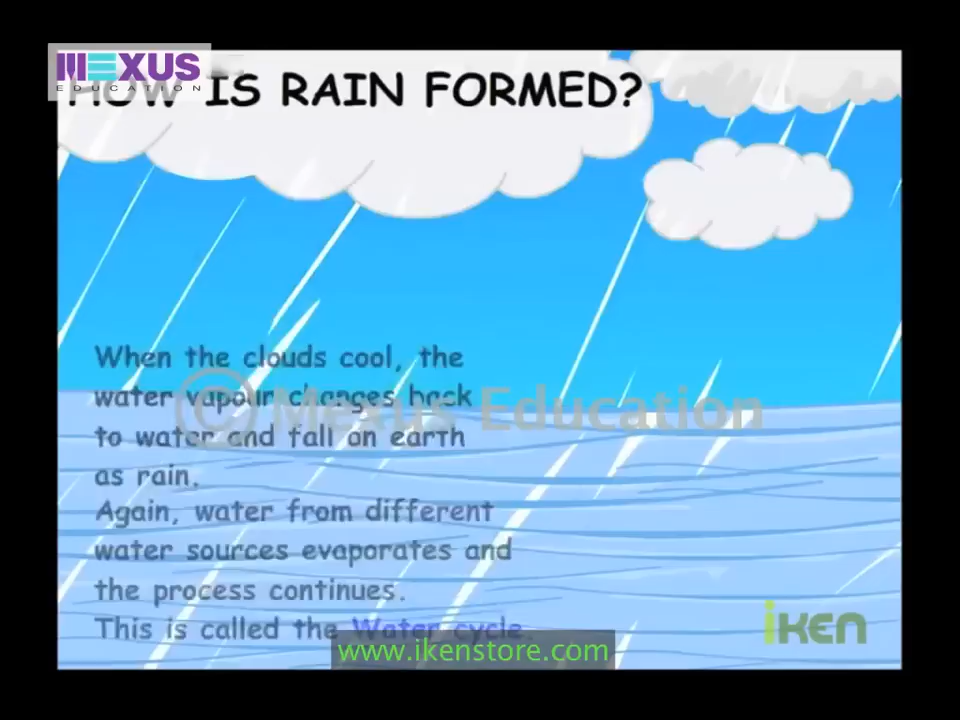 MEXUS
EDUCATION
HOW IS RAIN FORMED?
When the clouds cool, the
water vapour changes back
to water and fall on earth
as rain.
© Mexus Education
Again, water from different
water sources evaporates and
the process continues.
This is called the Water cycle.
iKEN
www.ikenstore.com